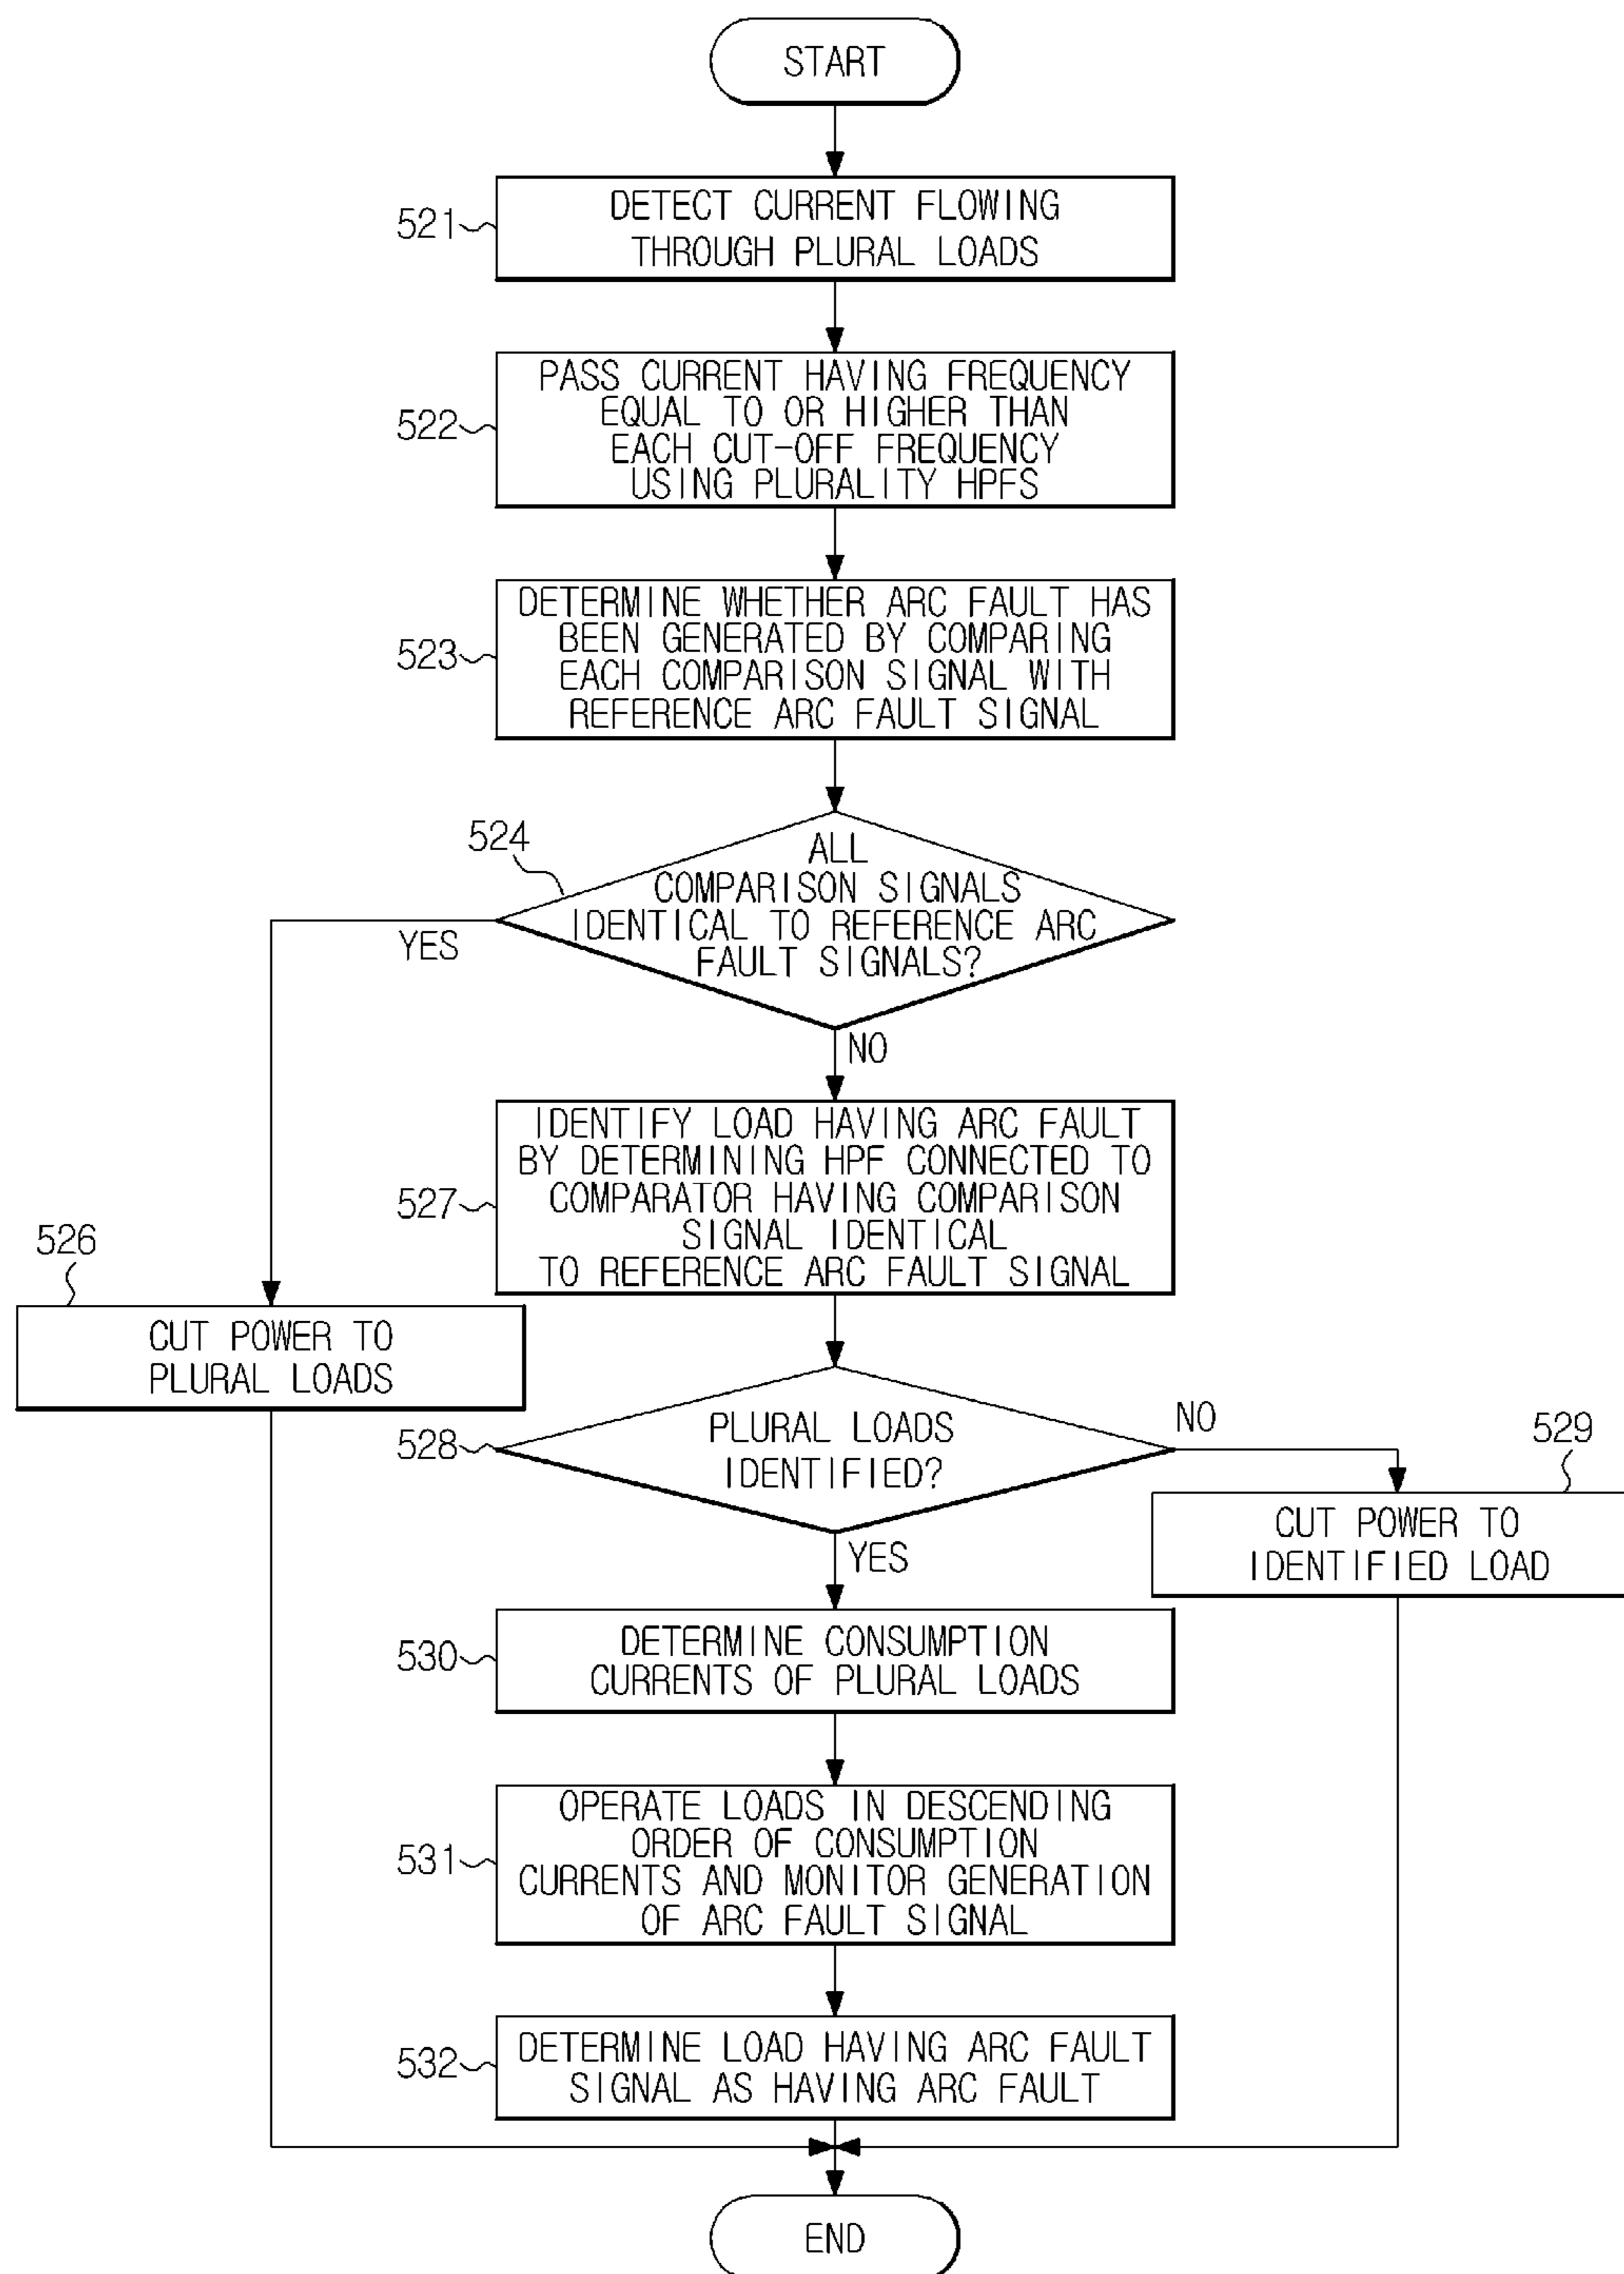 START
521
DETECT CURRENT FLOWING
THROUGH PLURAL LOADS
522
PASS CURRENT HAVING FREQUENCY
EQUAL TO OR HIGHER THAN
EACH CUT-OFF FREQUENCY
USING PLURALITY HPFS
523
DETERMINE WHETHER ARC FAULT HAS
BEEN GENERATED BY COMPARING
EACH COMPARISON SIGNAL WITH
REFERENCE ARC FAULT SIGNAL
524
ALL
COMPARISON SIGNALS
IDENTICAL TO REFERENCE ARC
FAULT SIGNALS?
YES
NO
527
IDENTIFY LOAD HAVING ARC FAULT
BY DETERMINING HPF CONNECTED TO
COMPARATOR HAVING COMPARISON
SIGNAL IDENTICAL
TO REFERENCE ARC FAULT SIGNAL
526
CUT POWER TO
PLURAL LOADS
528
PLURAL LOADS
IDENTIFIED?
NO
529
CUT POWER TO
IDENTIFIED LOAD
YES
530
DETERMINE CONSUMPTION
CURRENTS OF PLURAL LOADS
531
OPERATE LOADS IN DESCENDING
ORDER OF CONSUMPTION
CURRENTS AND MONITOR GENERATION
OF ARC FAULT SIGNAL
532
DETERMINE LOAD HAVING ARC FAULT
SIGNAL AS HAVING ARC FAULT
END